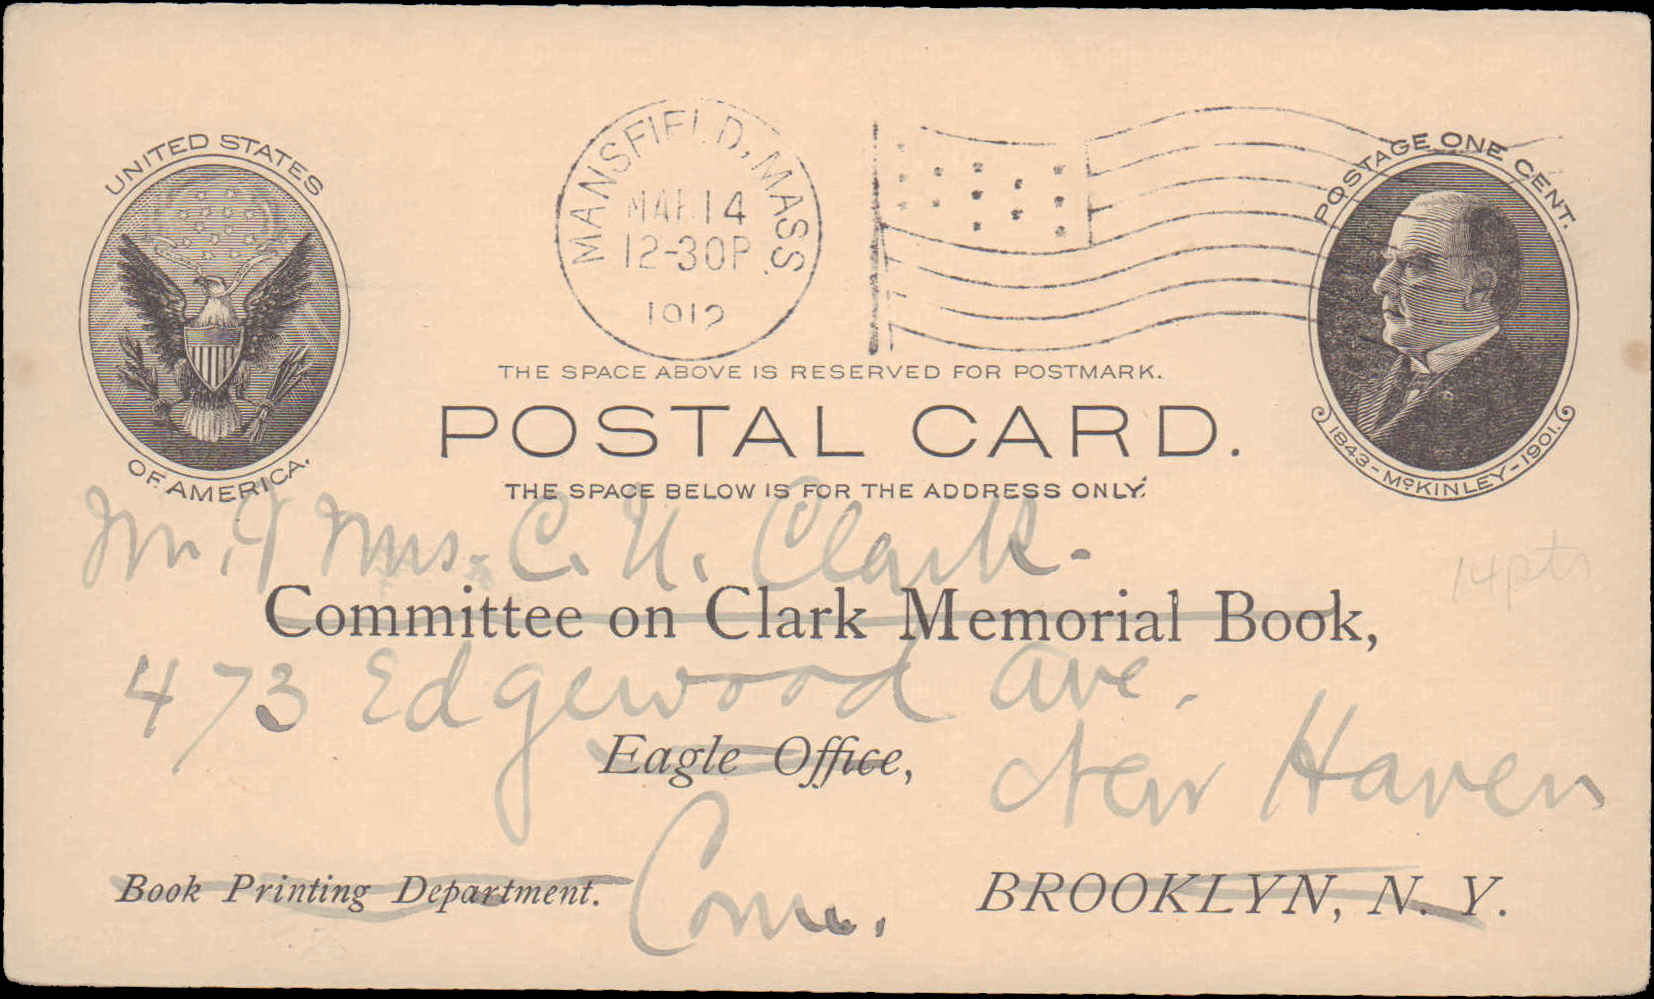 UNITED STATES
OF AMERICA.
MANSFIELD, MASS.
MAR 14
12-30P
1912
POSTAGE ONE CENT.
1843-McKINLEY-1901.
THE SPACE ABOVE IS RESERVED FOR POSTMARK.
POSTAL CARD.
THE SPACE BELOW IS FOR THE ADDRESS ONLY.
Mr. & Mrs. C. U. Clark-
14pts
Committee on Clark Memorial Book,
473 Edgewood Ave.
Eagle Office,
New Haven
Conn.
Book Printing Department.
BROOKLYN, N. Y.